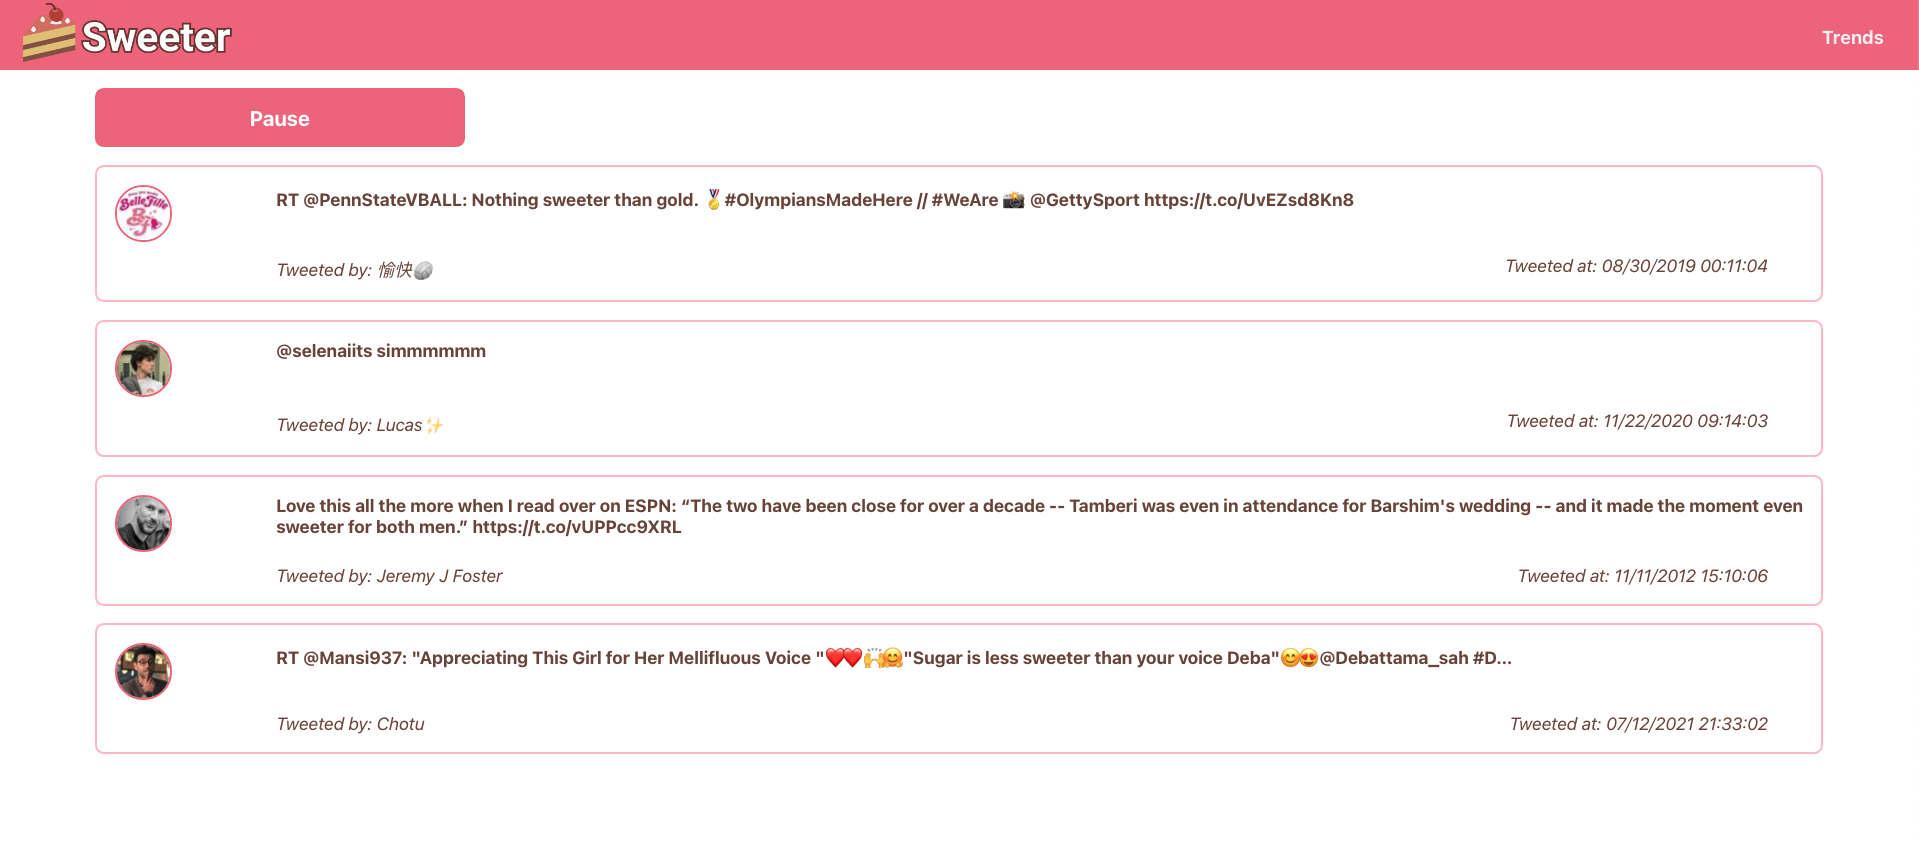 Sweeter
Trends
Pause
BelleFille
BF
RT @PennStateVBALL: Nothing sweeter than gold. 🏅#OlympiansMadeHere // #WeAre 📸 @GettySport https://t.co/UvEZsd8Kn8
Tweeted by: 愉快🪨
Tweeted at: 08/30/2019 00:11:04
@selenaiits simmmmmm
Tweeted by: Lucas✨
Tweeted at: 11/22/2020 09:14:03
Love this all the more when I read over on ESPN: “The two have been close for over a decade -- Tamberi was even in attendance for Barshim's wedding -- and it made the moment even
sweeter for both men.” https://t.co/vUPPcc9XRL
Tweeted by: Jeremy J Foster
Tweeted at: 11/11/2012 15:10:06
RT @Mansi937: "Appreciating This Girl for Her Mellifluous Voice "❤️❤️🙌🤗"Sugar is less sweeter than your voice Deba"😊😍@Debattama_sah #D…
Tweeted by: Chotu
Tweeted at: 07/12/2021 21:33:02